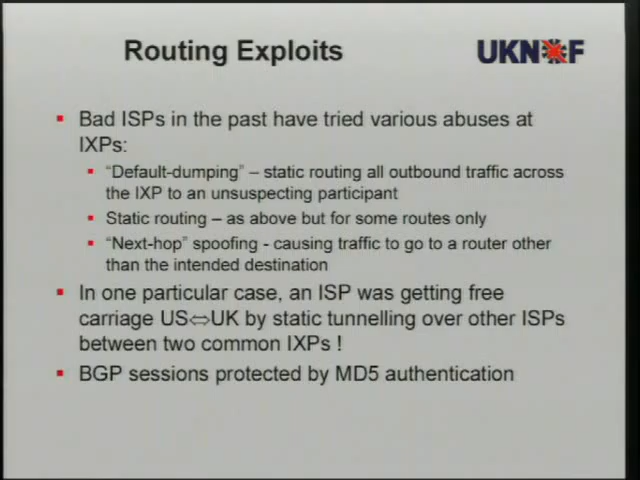 Routing Exploits
UKNOF
Bad ISPs in the past have tried various abuses at
IXPs:
"Default-dumping" – static routing all outbound traffic across
the IXP to an unsuspecting participant
Static routing – as above but for some routes only
"Next-hop" spoofing - causing traffic to go to a router other
than the intended destination
In one particular case, an ISP was getting free
carriage US⇔UK by static tunnelling over other ISPs
between two common IXPs !
BGP sessions protected by MD5 authentication